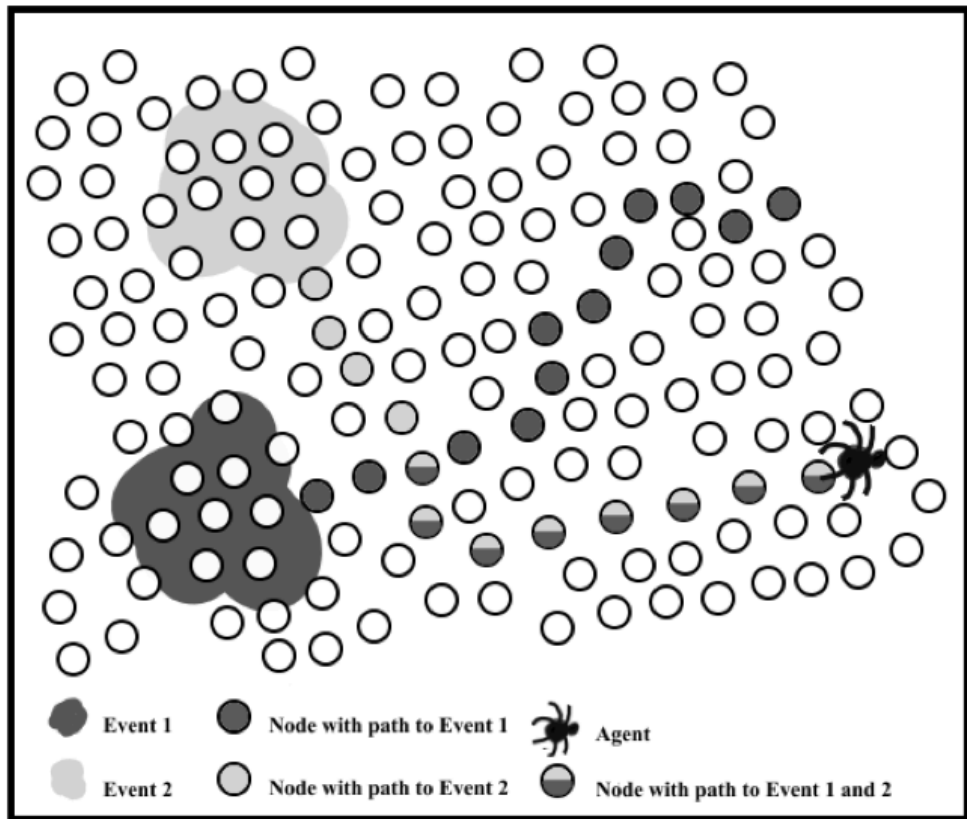 Event 1
Node with path to Event 1
Agent
Event 2
Node with path to Event 2
Node with path to Event 1 and 2